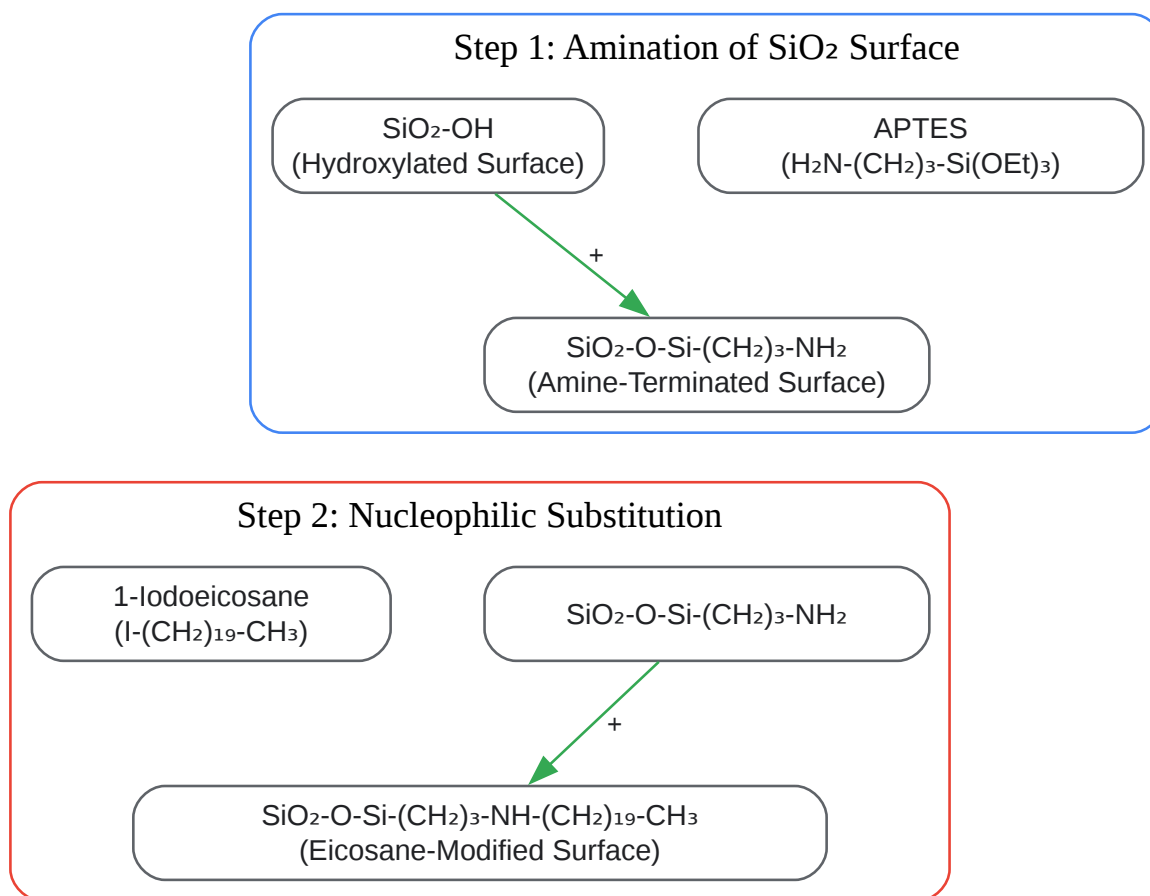 Step 1: Amination of SiO₂ Surface
SiO₂-OH
(Hydroxylated Surface)
APTES
(H₂N-(CH₂)₃-Si(OEt)₃)
+
SiO₂-O-Si-(CH₂)₃-NH₂
(Amine-Terminated Surface)
Step 2: Nucleophilic Substitution
1-Iodoeicosane
(I-(CH₂)₁₉-CH₃)
SiO₂-O-Si-(CH₂)₃-NH₂
+
SiO₂-O-Si-(CH₂)₃-NH-(CH₂)₁₉-CH₃
(Eicosane-Modified Surface)